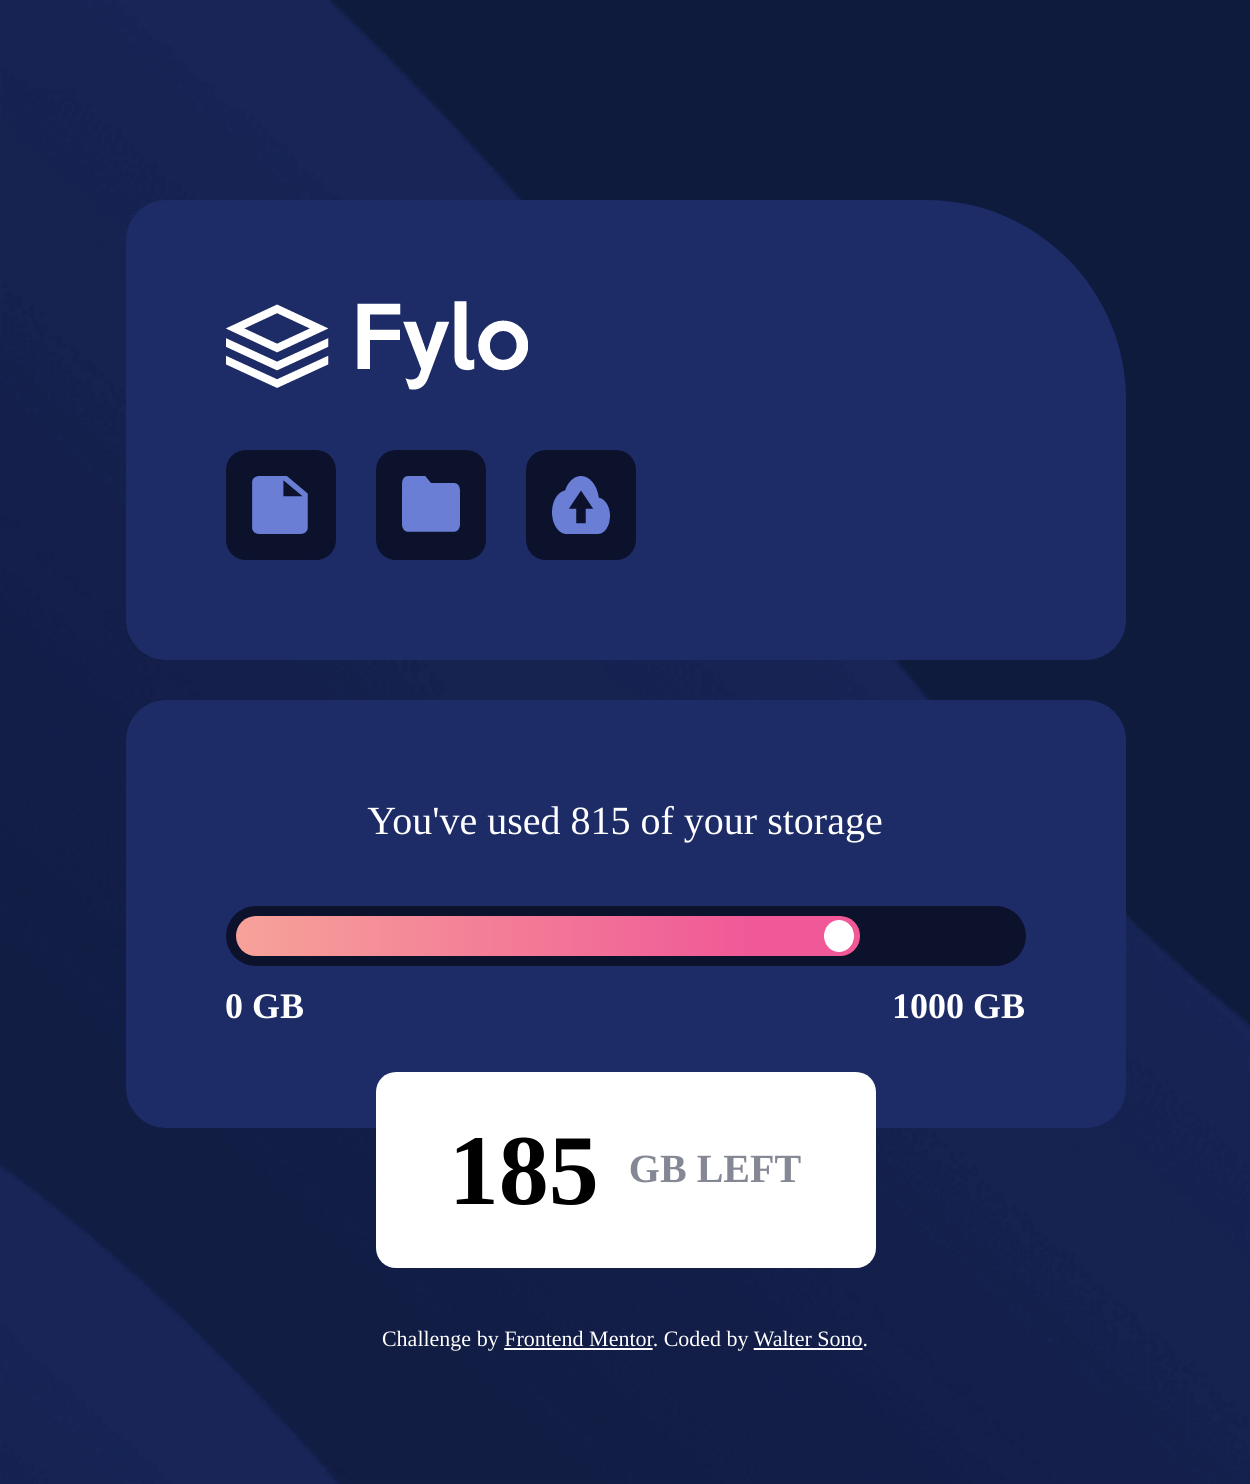 Fylo
You've used 815 of your storage
0 GB 1000 GB
185 GB LEFT
Challenge by Frontend Mentor. Coded by Walter Sono.